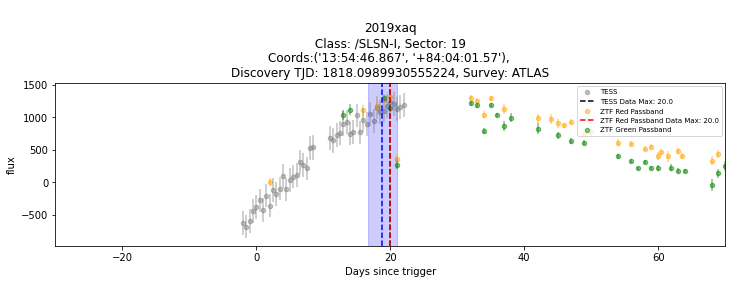 2019xaq
Class: /SLSN-I, Sector: 19
Coords:('13:54:46.867', '+84:04:01.57'),
Discovery TJD: 1818.0989930555224, Survey: ATLAS
1500
1000
500
0
−500
flux
−20
0
20
40
60
Days since trigger
TESS
TESS Data Max: 20.0
ZTF Red Passband
ZTF Red Passband Data Max: 20.0
ZTF Green Passband